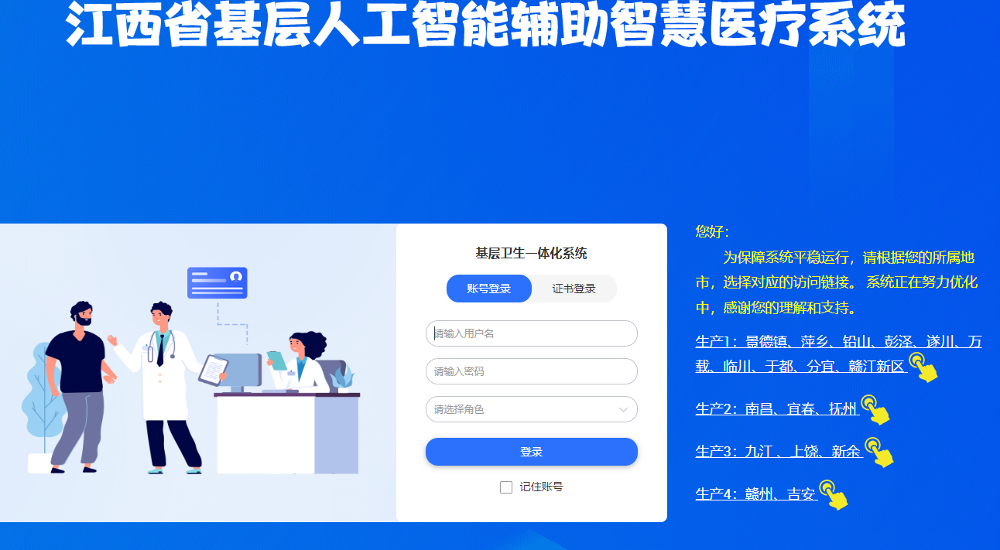 江西省基层人工智能辅助智慧医疗系统
基层卫生一体化系统
账号登录
证书登录
请输入用户名
请输入密码
请选择角色
登录
记住账号
您好：
为保障系统平稳运行，请根据您的所属地
市，选择对应的访问链接。 系统正在努力优化
中，感谢您的理解和支持。
生产1：景德镇、萍乡、铅山、彭泽、遂川、万
载、临川、于都、分宜、赣江新区
生产2：南昌、宜春、抚州
生产3：九江 、上饶、新余
生产4：赣州、吉安